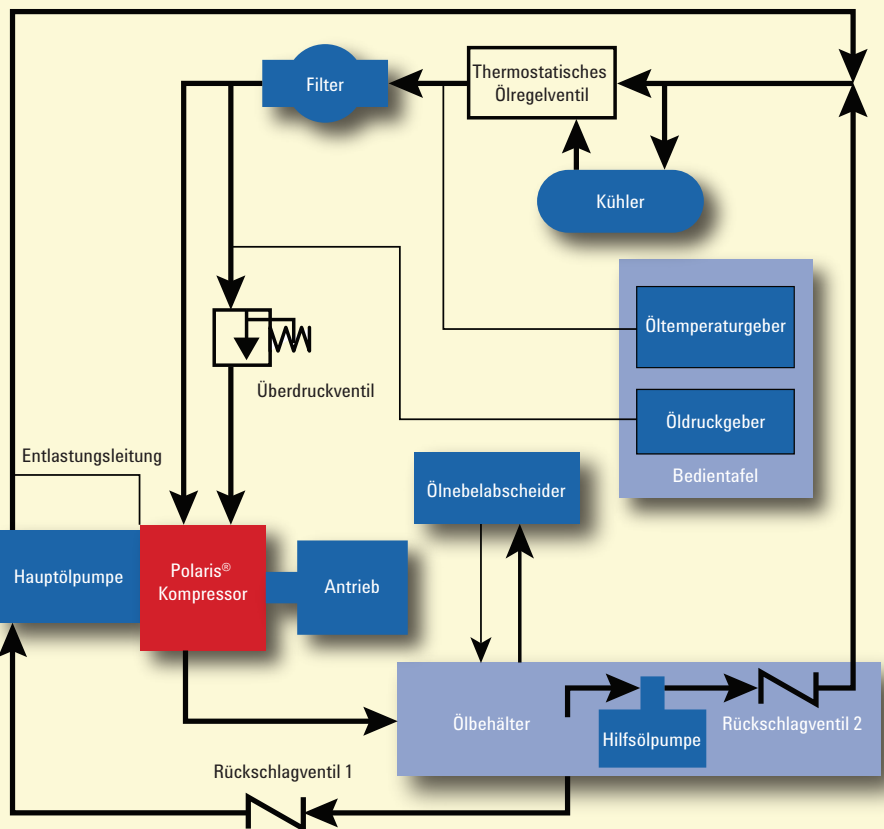 Filter
Thermostatisches
Ölregelventil
Kühler
Öltemperaturgeber
Überdruckventil
Öldruckgeber
Entlastungsleitung
Bedientafel
Ölnebelabscheider
Hauptölpumpe
Polaris®
Kompressor
Antrieb
Ölbehälter
Hilfsölpumpe
Rückschlagventil 2
Rückschlagventil 1